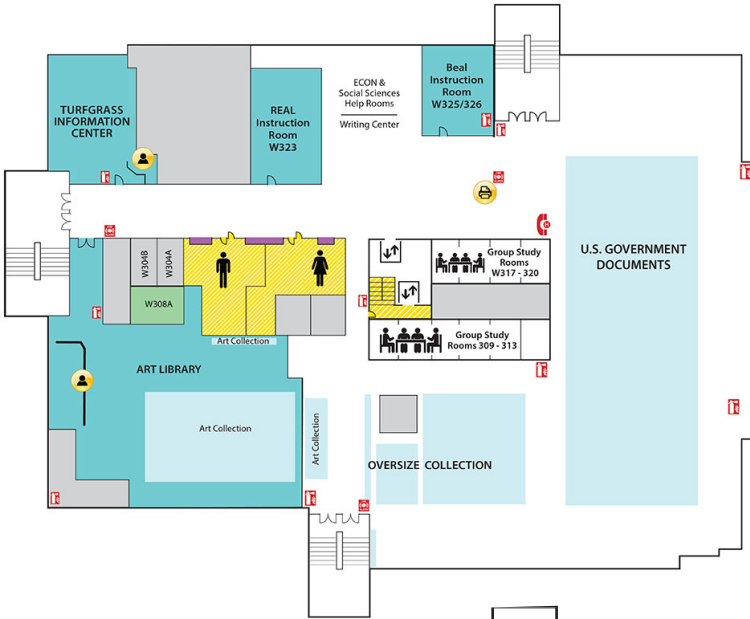 TURFGRASS
INFORMATION
CENTER
REAL
Instruction
Room
W323
ECON &
Social Sciences
Help Rooms
Writing Center
Beal
Instruction
Room
W325/326
U.S. GOVERNMENT
DOCUMENTS
W304B
W304A
W308A
Group Study
Rooms
W317 - 320
Group Study
Rooms 309 - 313
Art Collection
ART LIBRARY
Art Collection
Art Collection
OVERSIZE COLLECTION